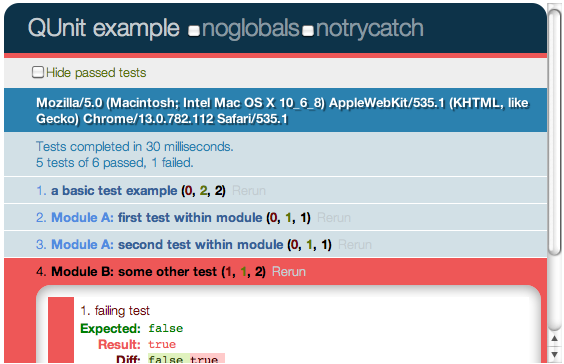 QUnit example noglobals notrycatch
Hide passed tests
Mozilla/5.0 (Macintosh; Intel Mac OS X 10_6_8) AppleWebKit/535.1 (KHTML, like
Gecko) Chrome/13.0.782.112 Safari/535.1
Tests completed in 30 milliseconds.
5 tests of 6 passed, 1 failed.
1. a basic test example (0, 2, 2) Rerun
2. Module A: first test within module (0, 1, 1) Rerun
3. Module A: second test within module (0, 1, 1) Rerun
4. Module B: some other test (1, 1, 2) Rerun
1. failing test
Expected: false
Result: true
Diff: false true